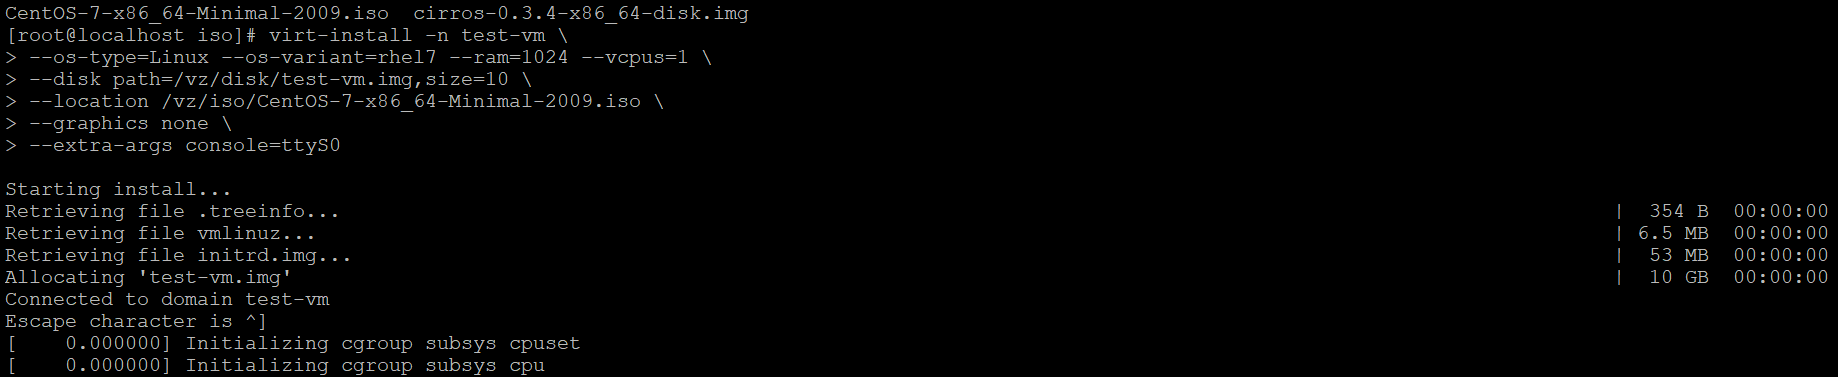 CentOS-7-x86_64-Minimal-2009.iso  cirros-0.3.4-x86_64-disk.img
[root@localhost iso]# virt-install -n test-vm \
> --os-type=Linux --os-variant=rhel7 --ram=1024 --vcpus=1 \
> --disk path=/vz/disk/test-vm.img,size=10 \
> --location /vz/iso/CentOS-7-x86_64-Minimal-2009.iso \
> --graphics none \
> --extra-args console=ttyS0

Starting install...
Retrieving file .treeinfo... | 354 B 00:00:00
Retrieving file vmlinuz... | 6.5 MB 00:00:00
Retrieving file initrd.img... | 53 MB 00:00:00
Allocating 'test-vm.img' | 10 GB 00:00:00
Connected to domain test-vm
Escape character is ^]
[    0.000000] Initializing cgroup subsys cpuset
[    0.000000] Initializing cgroup subsys cpu